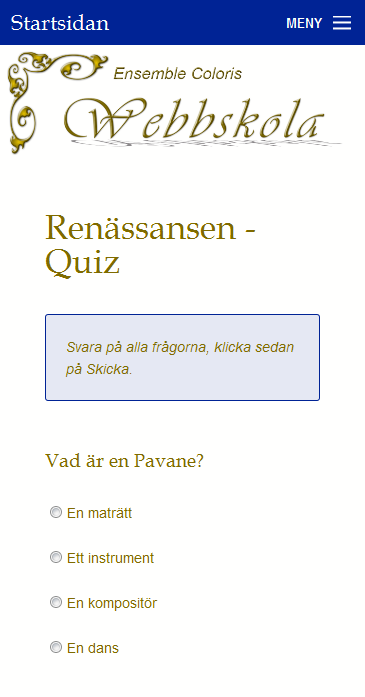 Startsidan MENY
Ensemble Coloris
Webbskola
Renässansen -
Quiz
Svara på alla frågorna, klicka sedan
på Skicka.
Vad är en Pavane?
En maträtt
Ett instrument
En kompositör
En dans